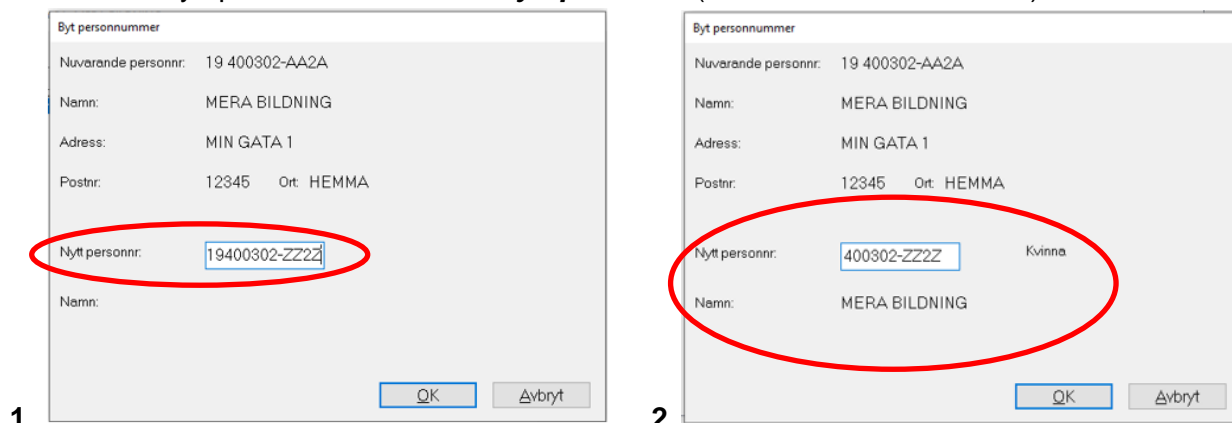 Byt personnummer
Nuvarande personnr: 19 400302-AA2A
Namn: MERA BILDNING
Adress: MIN GATA 1
Postnr: 12345 Ort: HEMMA
Nytt personnr: 19400302-ZZ2Z
Namn:
OK Avbryt
1
Byt personnummer
Nuvarande personnr: 19 400302-AA2A
Namn: MERA BILDNING
Adress: MIN GATA 1
Postnr: 12345 Ort: HEMMA
Nytt personnr: 400302-ZZ2Z Kvinna
Namn: MERA BILDNING
OK Avbryt
2